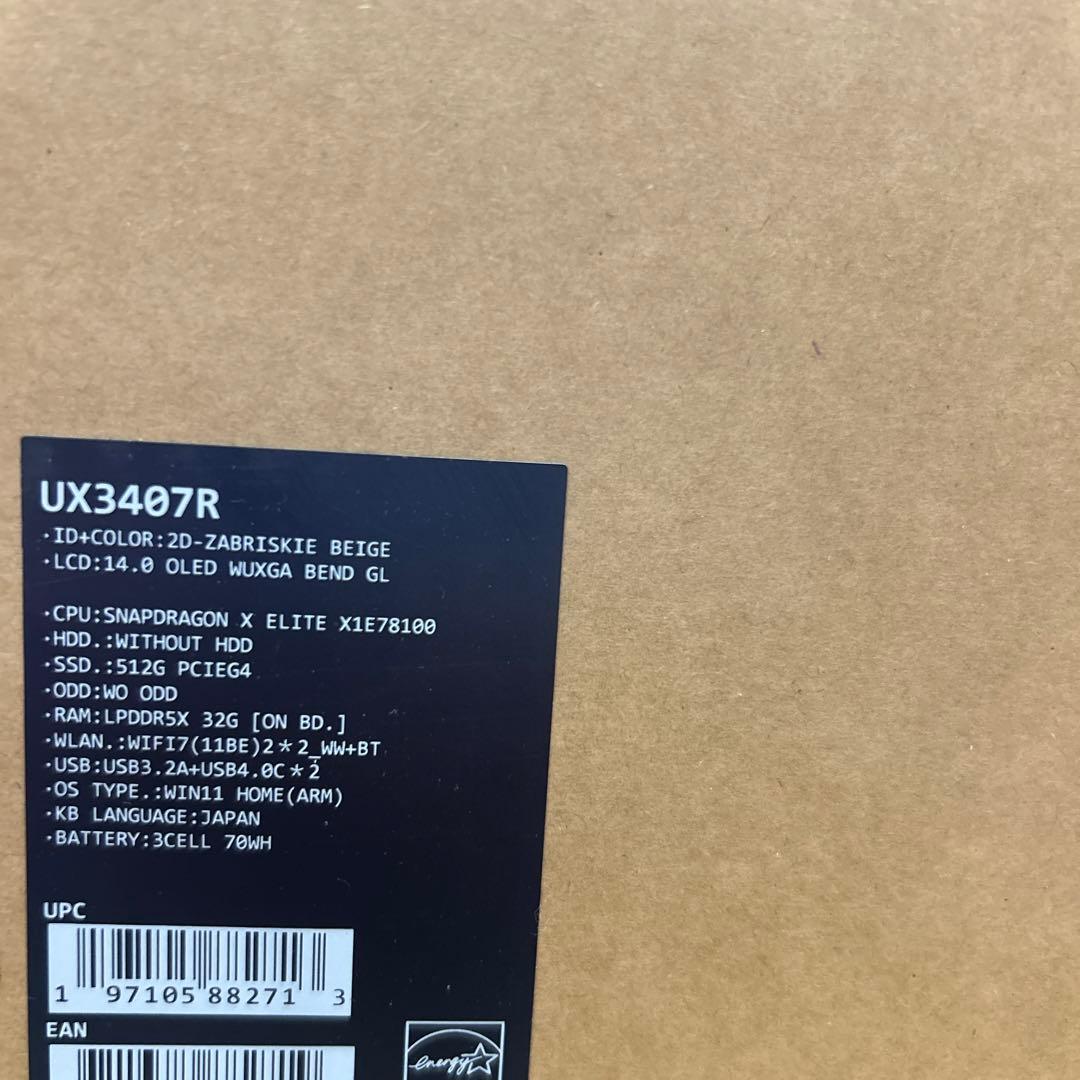 UX3407R
·ID+COLOR:2D-ZABRISKIE BEIGE
·LCD:14.0 OLED WUXGA BEND GL
·CPU:SNAPDRAGON X ELITE X1E78100
·HDD.:WITHOUT HDD
·SSD.:512G PCIEG4
·ODD:WO ODD
·RAM:LPDDR5X 32G [ON BD.]
·WLAN.:WIFI7(11BE)2*2_WW+BT
·USB:USB3.2A+USB4.0C*2
·OS TYPE.:WIN11 HOME(ARM)
·KB LANGUAGE:JAPAN
·BATTERY:3CELL 70WH
UPC
1 97105 88271 3
EAN
energy